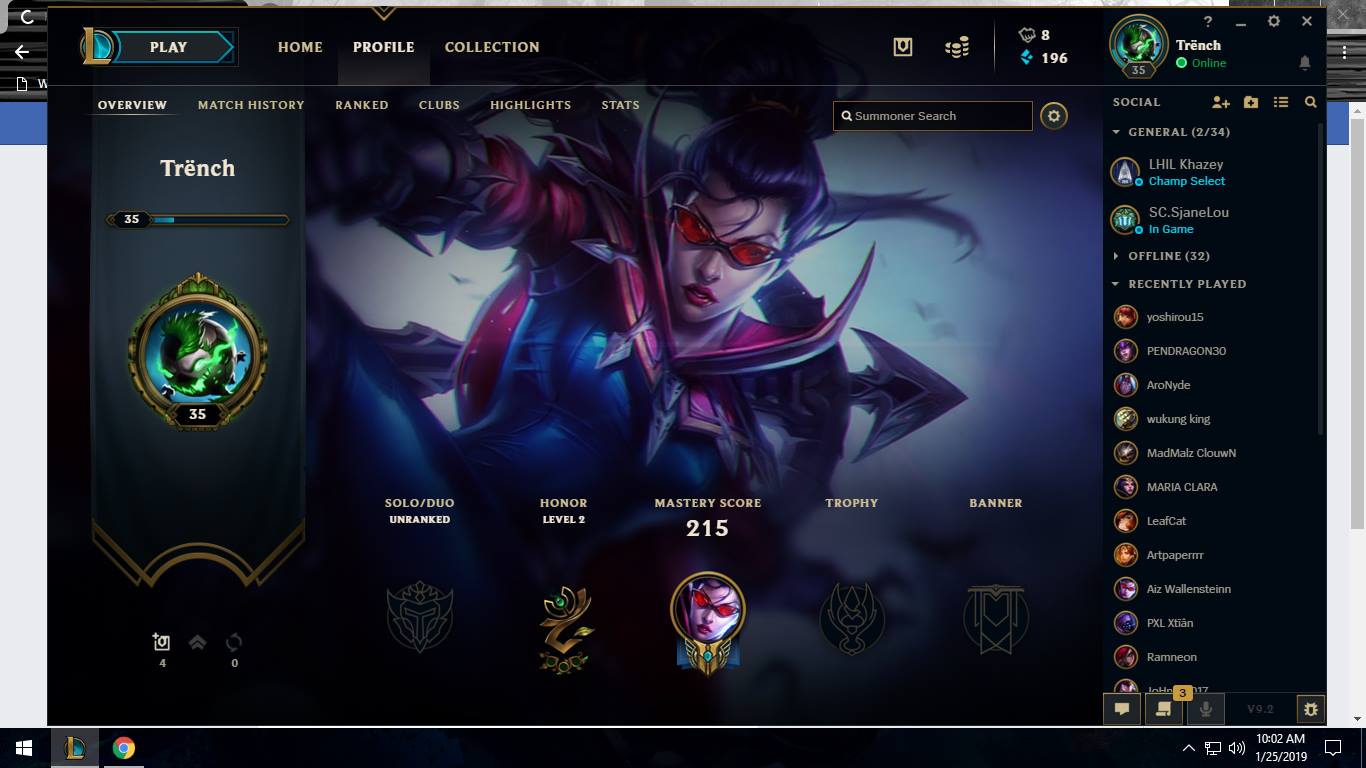 PLAY
HOME
PROFILE
COLLECTION
8
196
35
?
Trënch
Online
W
OVERVIEW
MATCH HISTORY
RANKED
CLUBS
HIGHLIGHTS
STATS
Summoner Search
SOCIAL
Trënch
35
35
SOLO/DUO
UNRANKED
HONOR
LEVEL 2
MASTERY SCORE
215
TROPHY
BANNER
4
0
GENERAL (2/34)
LHIL Khazey
Champ Select
SC.SjaneLou
In Game
OFFLINE (32)
RECENTLY PLAYED
yoshirou15
PENDRAGON30
AroNyde
wukung king
MadMalz ClouwN
MARIA CLARA
LeafCat
Artpaperrrr
Aiz Wallensteinn
PXL Xtïân
Ramneon
3
V9.2
10:02 AM
1/25/2019